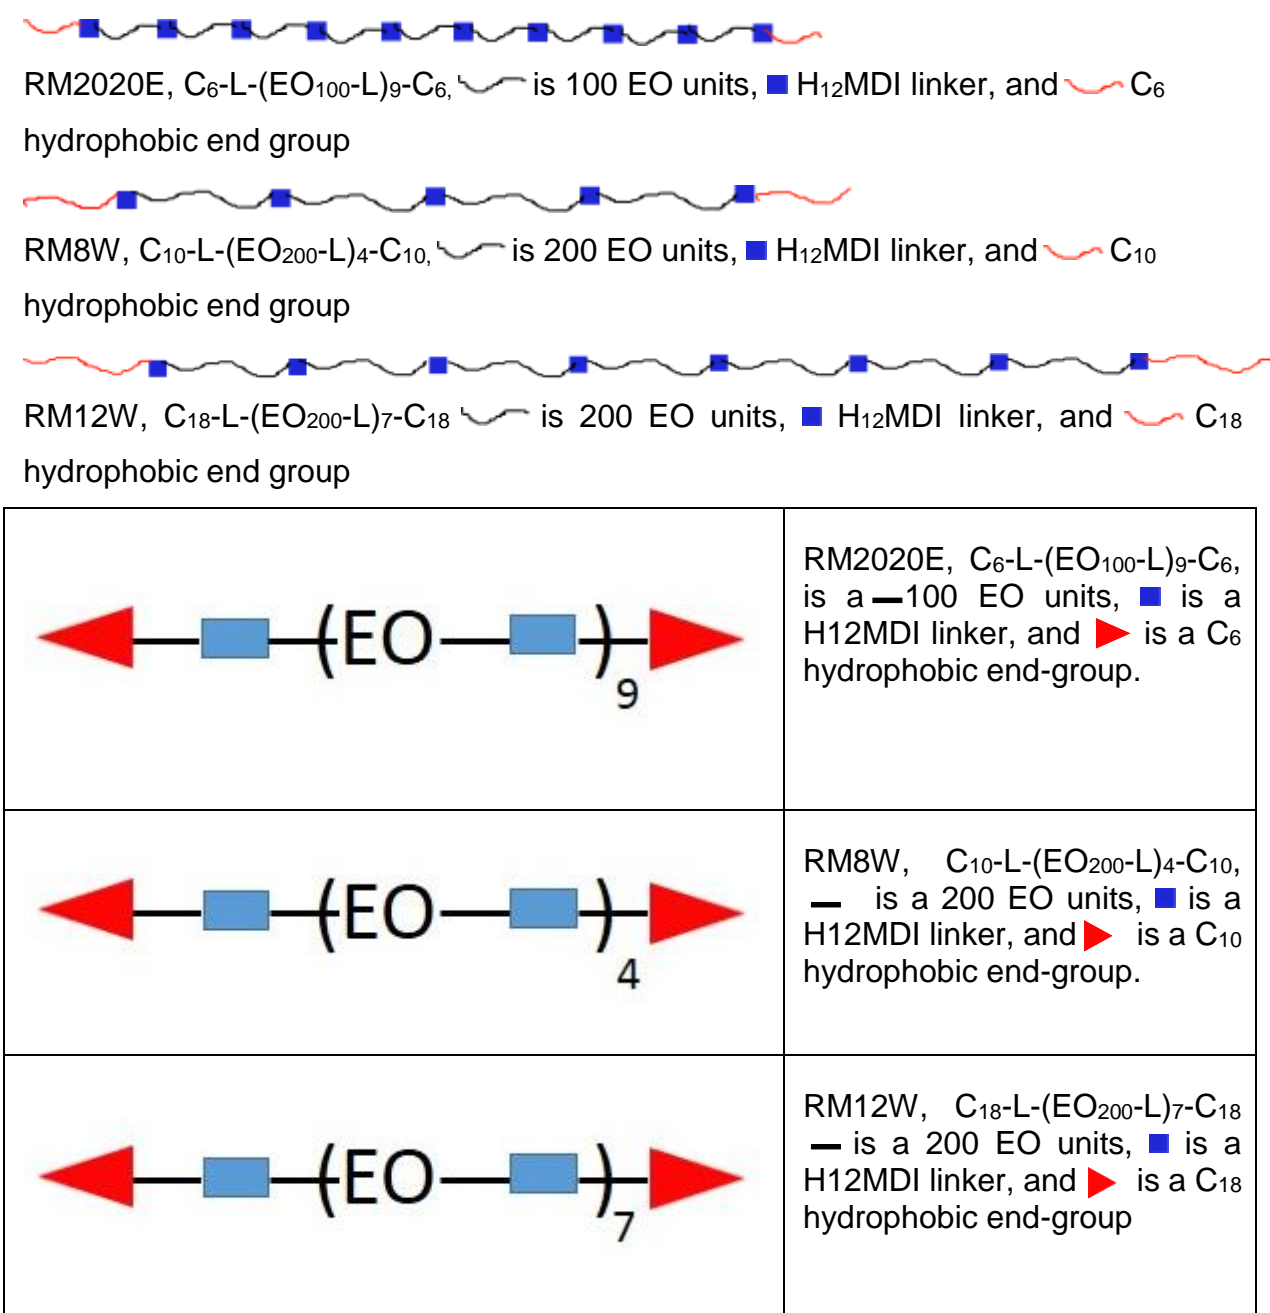 RM2020E, C₆-L-(EO₁₀₀-L)₉-C₆, is 100 EO units, H₁₂MDI linker, and C₆
hydrophobic end group
RM8W, C₁₀-L-(EO₂₀₀-L)₄-C₁₀, is 200 EO units, H₁₂MDI linker, and C₁₀
hydrophobic end group
RM12W, C₁₈-L-(EO₂₀₀-L)₇-C₁₈ is 200 EO units, H₁₂MDI linker, and C₁₈
hydrophobic end group
(EO )₉
RM2020E, C₆-L-(EO₁₀₀-L)₉-C₆,
is a 100 EO units, is a
H12MDI linker, and is a C₆
hydrophobic end-group.
(EO )₄
RM8W, C₁₀-L-(EO₂₀₀-L)₄-C₁₀,
is a 200 EO units, is a
H12MDI linker, and is a C₁₀
hydrophobic end-group.
(EO )₇
RM12W, C₁₈-L-(EO₂₀₀-L)₇-C₁₈
is a 200 EO units, is a
H12MDI linker, and is a C₁₈
hydrophobic end-group